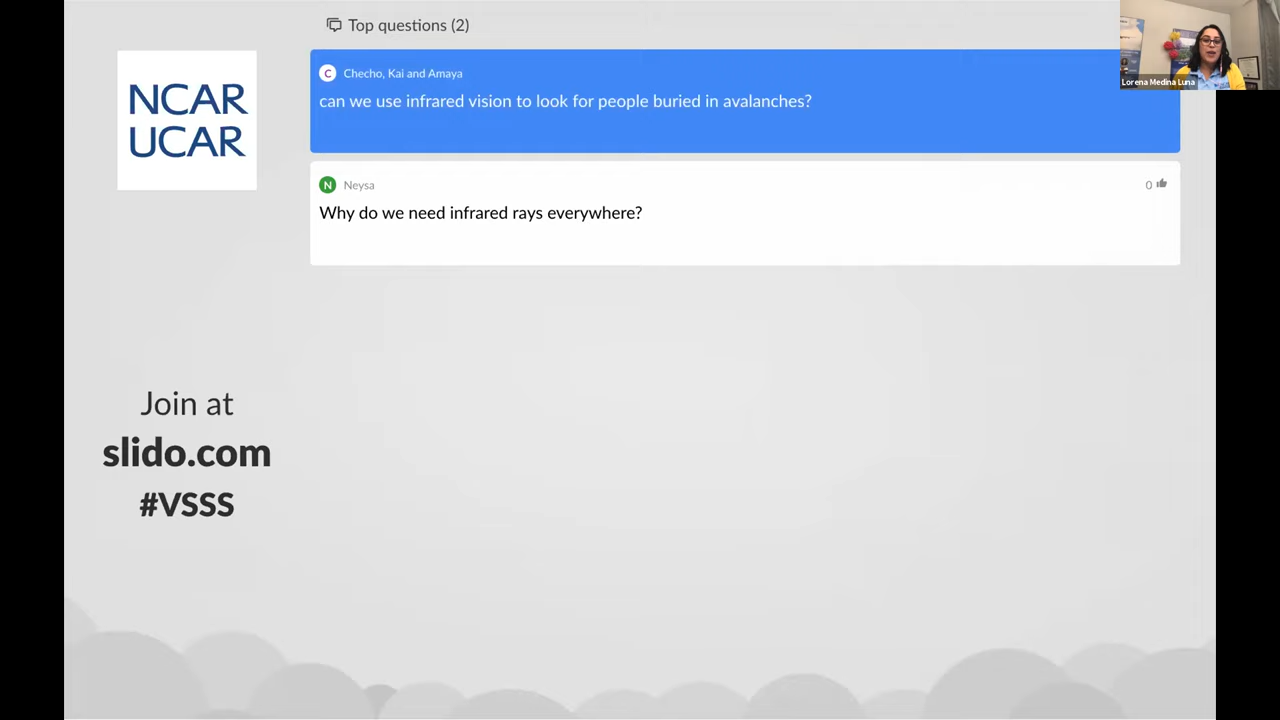 Top questions (2)
NCAR
UCAR
C Checho, Kai and Amaya
can we use infrared vision to look for people buried in avalanches?
N Neysa 0
Why do we need infrared rays everywhere?
Join at
slido.com
#VSSS
Lorena Medina Luna